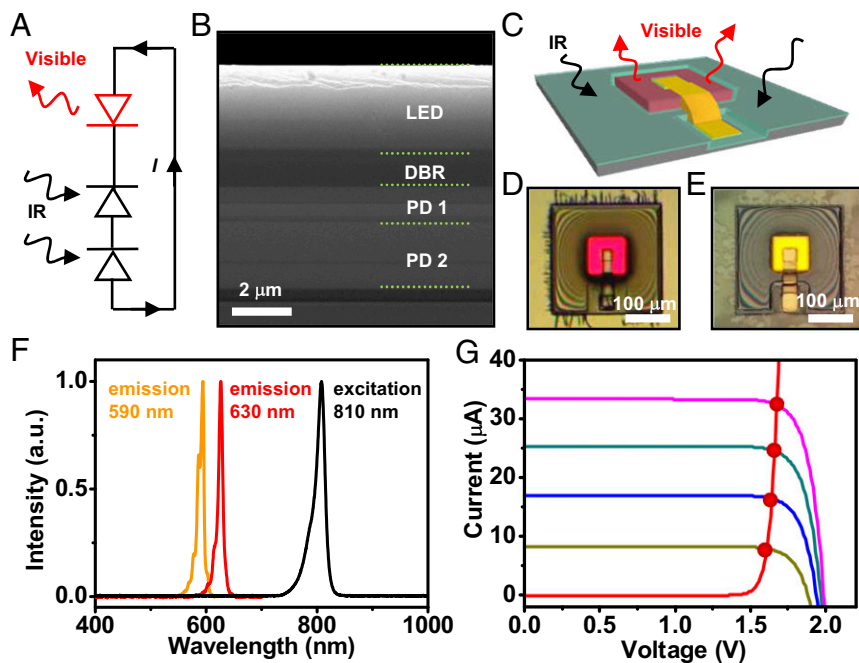 A
Visible
IR
I
B
LED
DBR
PD 1
PD 2
2 μm
C
IR
Visible
D
100 μm
E
100 μm
F
Intensity (a.u.)
1.0
0.5
0.0
emission
590 nm
emission
630 nm
excitation
810 nm
400 600 800 1000
Wavelength (nm)
G
Current (μA)
40
30
20
10
0
0.0 0.5 1.0 1.5 2.0
Voltage (V)